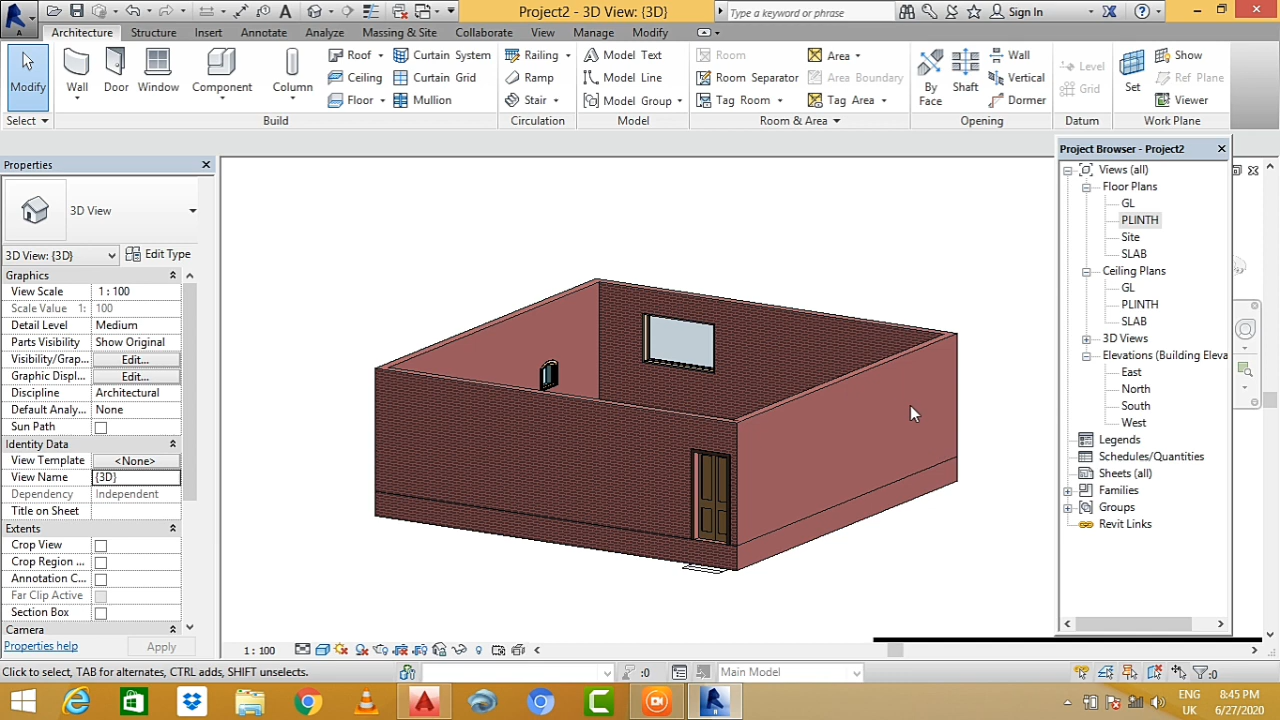 Project2 - 3D View: {3D}
Type a keyword or phrase
Sign In
Architecture Structure Insert Annotate Analyze Massing & Site Collaborate View Manage Modify
Modify
Wall
Door
Window
Component
Column
Roof
Ceiling
Floor
Curtain System
Curtain Grid
Mullion
Railing
Ramp
Stair
Model Text
Model Line
Model Group
Room
Room Separator
Tag Room
Area
Area Boundary
Tag Area
By Face
Shaft
Wall
Vertical
Dormer
Level
Grid
Set
Show
Ref Plane
Viewer
Select Build Circulation Model Room & Area Opening Datum Work Plane
Properties
3D View
3D View: {3D} Edit Type
Graphics
View Scale 1 : 100
Scale Value 1: 100
Detail Level Medium
Parts Visibility Show Original
Visibility/Grap... Edit...
Graphic Displ... Edit...
Discipline Architectural
Default Analy... None
Sun Path
Identity Data
View Template <None>
View Name {3D}
Dependency Independent
Title on Sheet
Extents
Crop View
Crop Region ...
Annotation C...
Far Clip Active
Section Box
Camera
Properties help Apply
Project Browser - Project2
Views (all)
Floor Plans
GL
PLINTH
Site
SLAB
Ceiling Plans
GL
PLINTH
SLAB
3D Views
Elevations (Building Eleva
East
North
South
West
Legends
Schedules/Quantities
Sheets (all)
Families
Groups
Revit Links
1 : 100
Click to select, TAB for alternates, CTRL adds, SHIFT unselects.
:0
Main Model
:0
ENG
UK
8:45 PM
6/27/2020